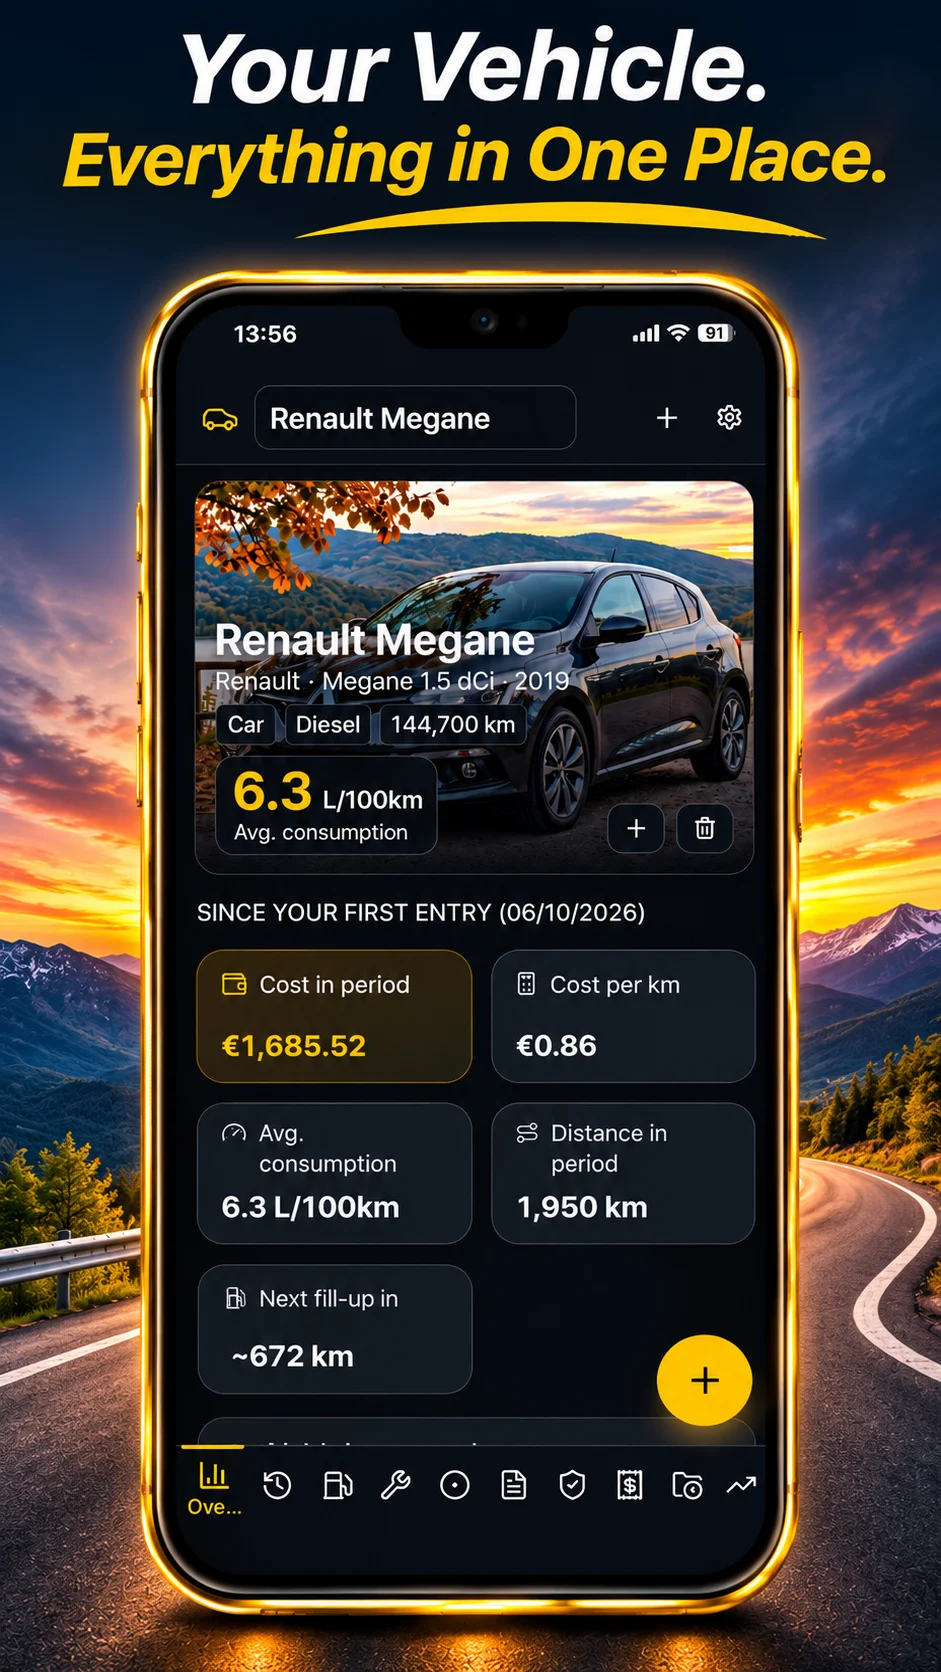 Your Vehicle.
Everything in One Place.
13:56
91
Renault Megane
Renault Megane
Renault · Megane 1.5 dCi · 2019
Car Diesel 144,700 km
6.3 L/100km
Avg. consumption
SINCE YOUR FIRST ENTRY (06/10/2026)
Cost in period
€1,685.52
Cost per km
€0.86
Avg.
consumption
6.3 L/100km
Distance in
period
1,950 km
Next fill-up in
~672 km
Ove...